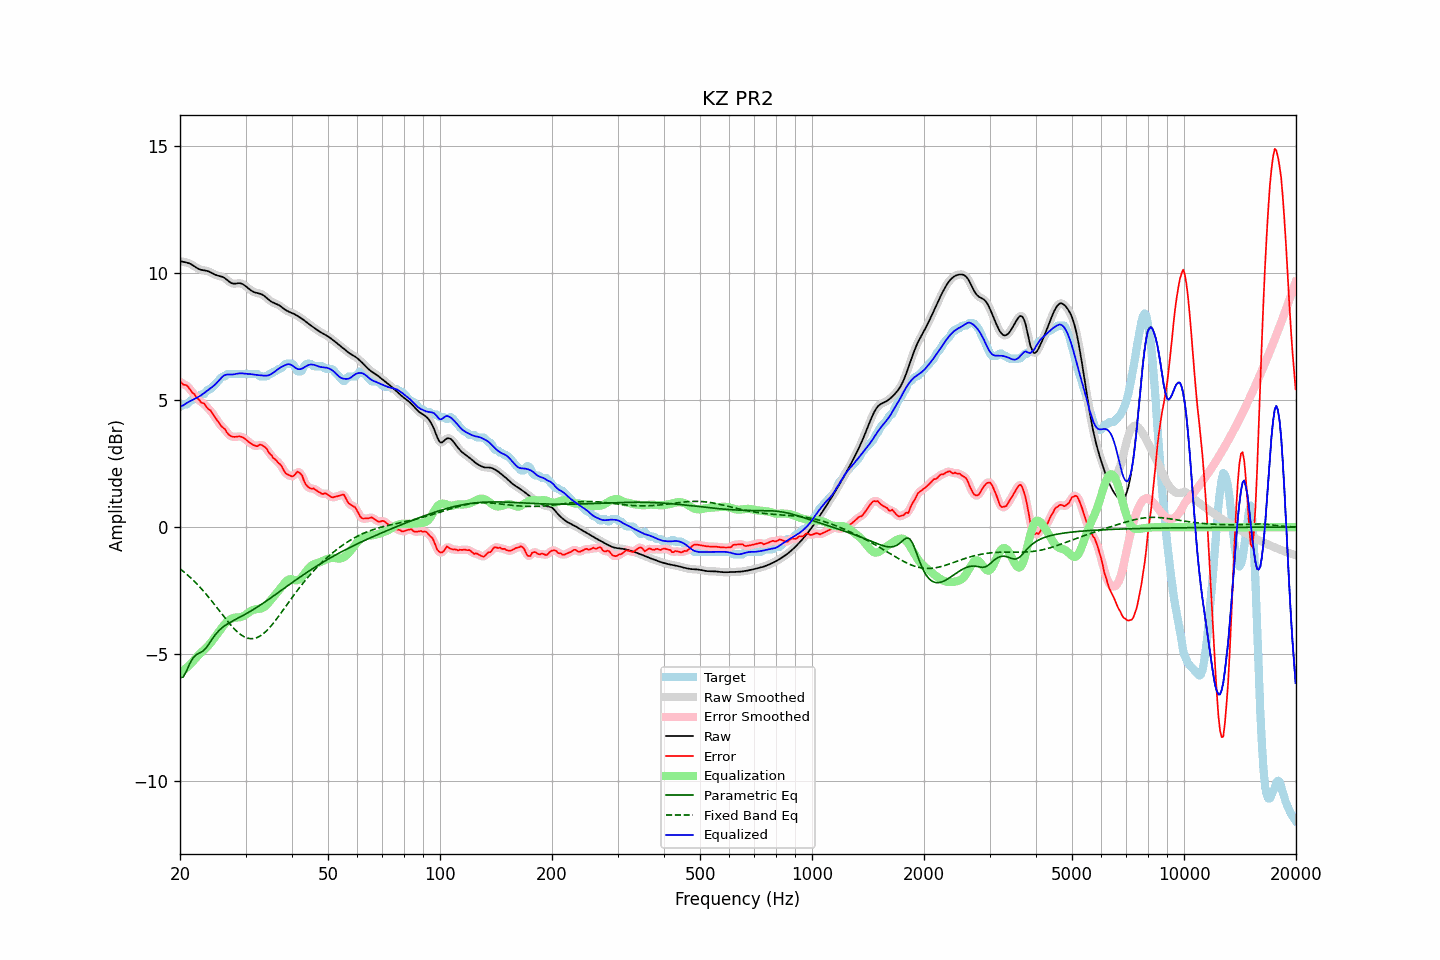 KZ PR2
Amplitude (dBr)
15
10
5
0
−5
−10
Target
Raw Smoothed
Error Smoothed
Raw
Error
Equalization
Parametric Eq
Fixed Band Eq
Equalized
20 50 100 200 500 1000 2000 5000 10000 20000
Frequency (Hz)